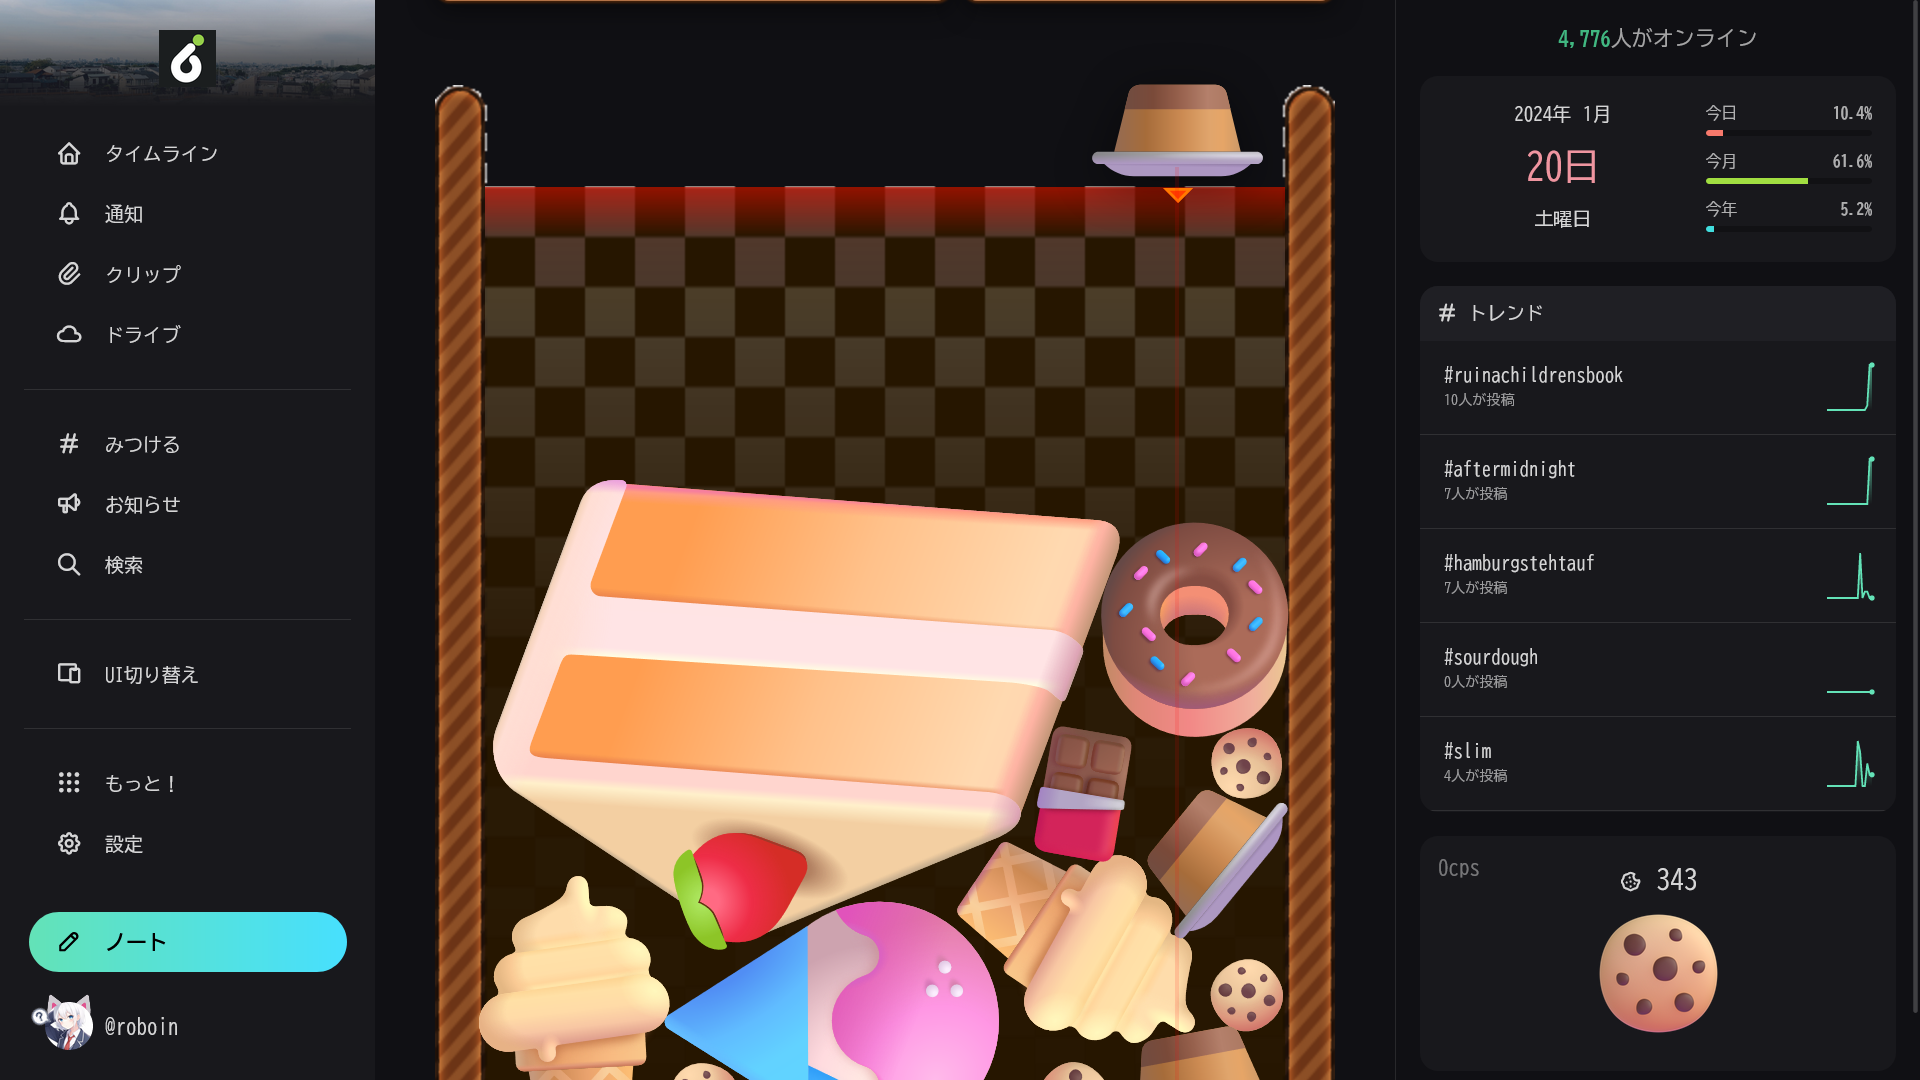 タイムライン
通知
クリップ
ドライブ
みつける
お知らせ
検索
UI切り替え
もっと！
設定
ノート
@roboin
4,776人がオンライン
2024年 1月
20日
土曜日
今日 10.4%
今月 61.6%
今年 5.2%
トレンド
#ruinachildrensbook
10人が投稿
#aftermidnight
7人が投稿
#hamburgstehtauf
7人が投稿
#sourdough
0人が投稿
#slim
4人が投稿
0cps
343